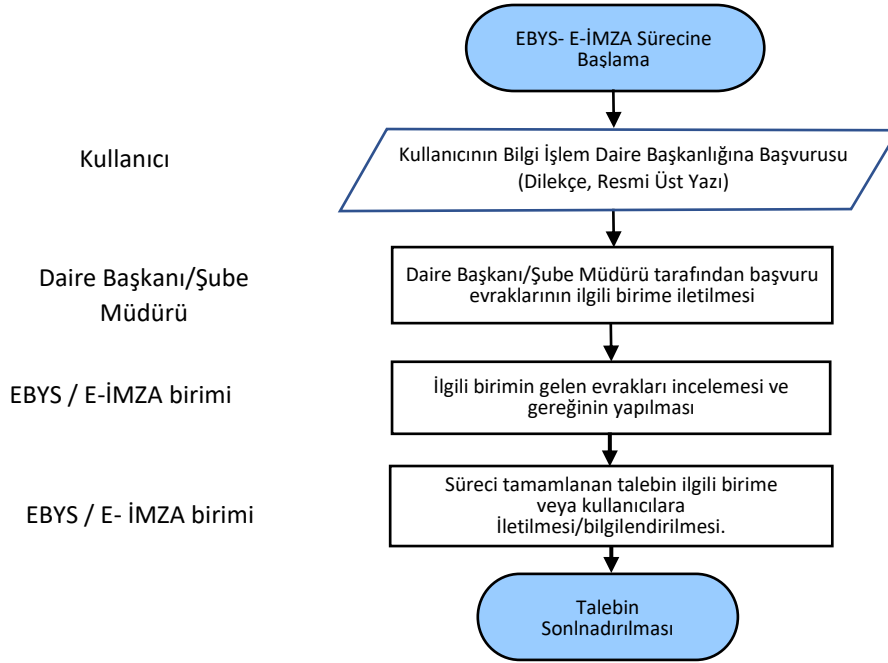 EBYS- E-İMZA Sürecine
Başlama
Kullanıcı
Kullanıcının Bilgi İşlem Daire Başkanlığına Başvurusu
(Dilekçe, Resmi Üst Yazı)
Daire Başkanı/Şube
Müdürü
Daire Başkanı/Şube Müdürü tarafından başvuru
evraklarının ilgili birime iletilmesi
EBYS / E-İMZA birimi
İlgili birimin gelen evrakları incelemesi ve
gereğinin yapılması
EBYS / E- İMZA birimi
Süreci tamamlanan talebin ilgili birime
veya kullanıcılara
İletilmesi/bilgilendirilmesi.
Talebin
Sonlnadırılması